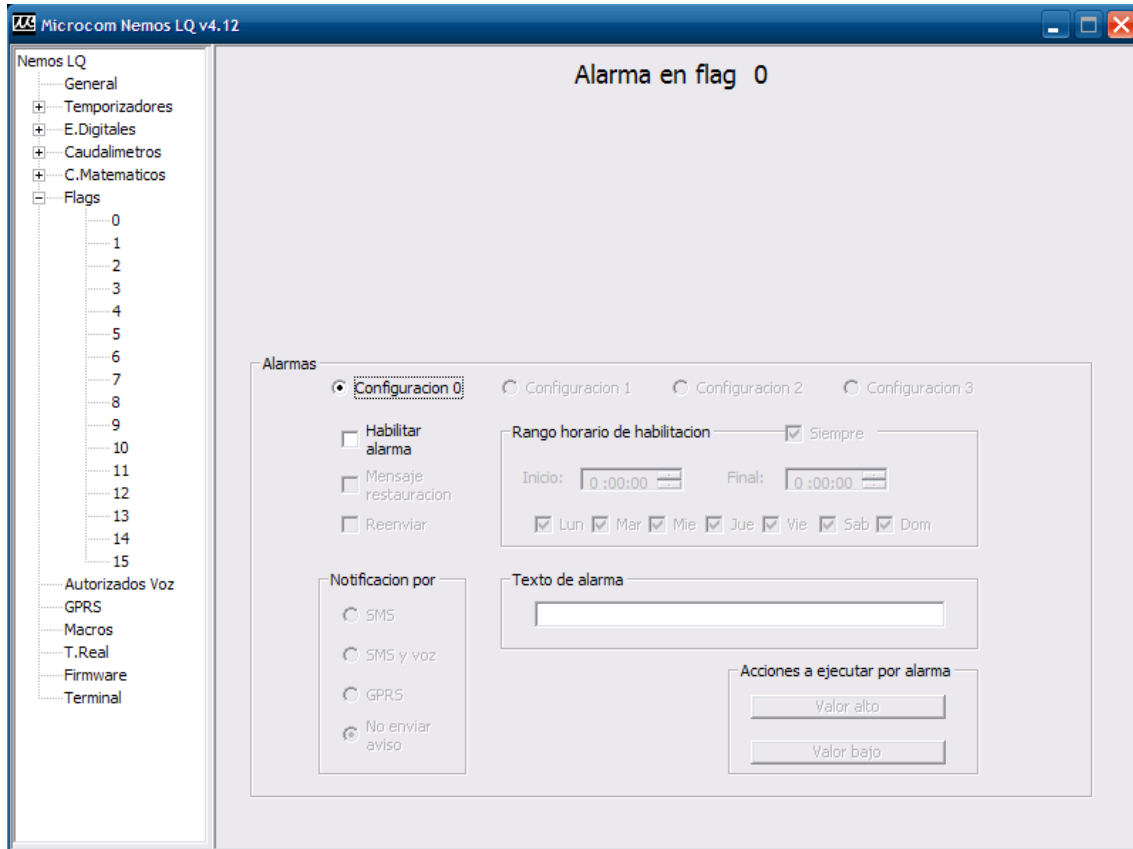 Microcom Nemos LQ v4.12
Nemos LQ
General
Temporizadores
E.Digitales
Caudalimetros
C.Matematicos
Flags
0
1
2
3
4
5
6
7
8
9
10
11
12
13
14
15
Autorizados Voz
GPRS
Macros
T.Real
Firmware
Terminal
Alarma en flag 0
Alarmas
Configuracion 0 Configuracion 1 Configuracion 2 Configuracion 3
Habilitar
alarma
Mensaje
restauracion
Reenviar
Rango horario de habilitacion Siempre
Inicio: 0 :00:00 Final: 0 :00:00
Lun Mar Mie Jue Vie Sab Dom
Notificacion por
SMS
SMS y voz
GPRS
No enviar
aviso
Texto de alarma
Acciones a ejecutar por alarma
Valor alto
Valor bajo